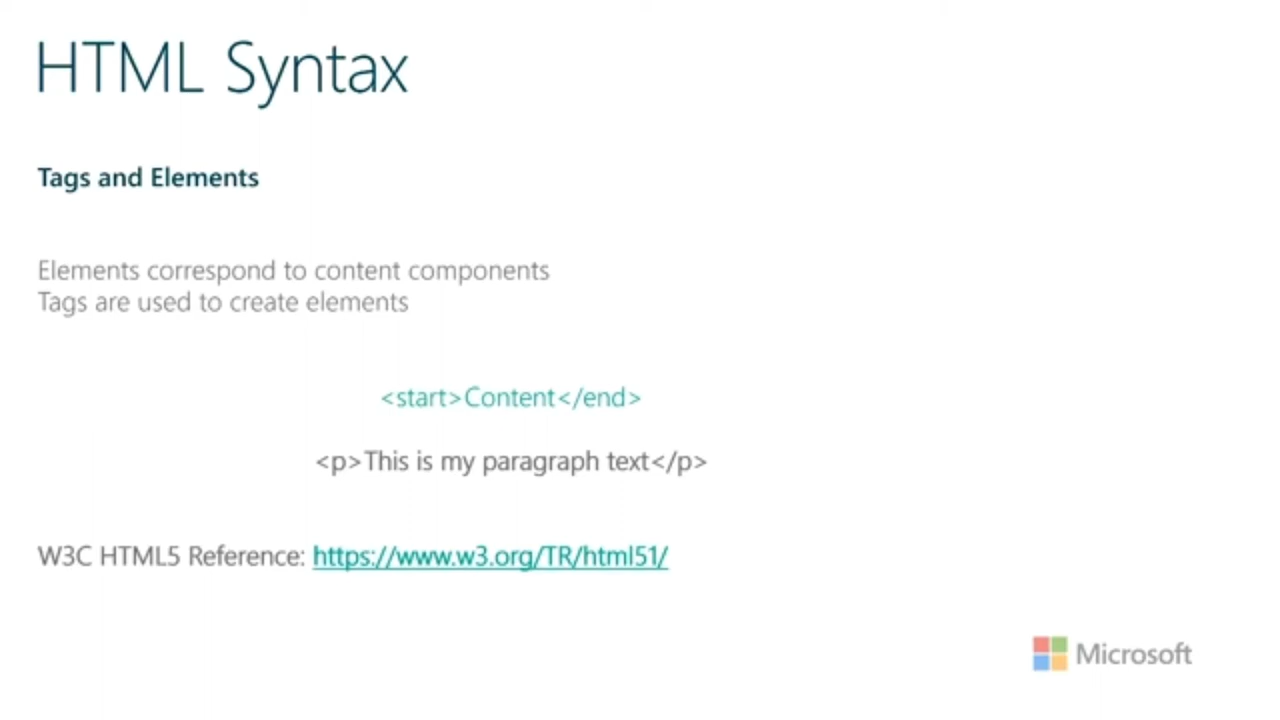 HTML Syntax
Tags and Elements
Elements correspond to content components
Tags are used to create elements
<start>Content</end>
<p>This is my paragraph text</p>
W3C HTML5 Reference: https://www.w3.org/TR/html51/
Microsoft